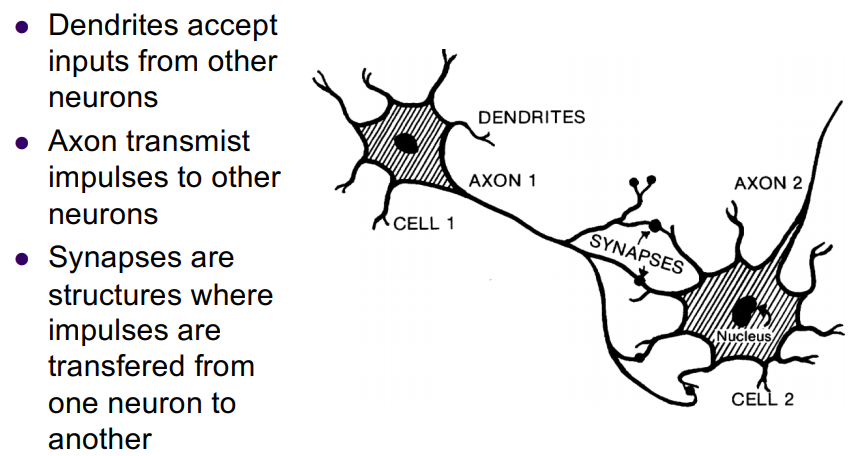 ● Dendrites accept
inputs from other
neurons
● Axon transmist
impulses to other
neurons
● Synapses are
structures where
impulses are
transfered from
one neuron to
another
DENDRITES
AXON 1
CELL 1
AXON 2
SYNAPSES
Nucleus
CELL 2